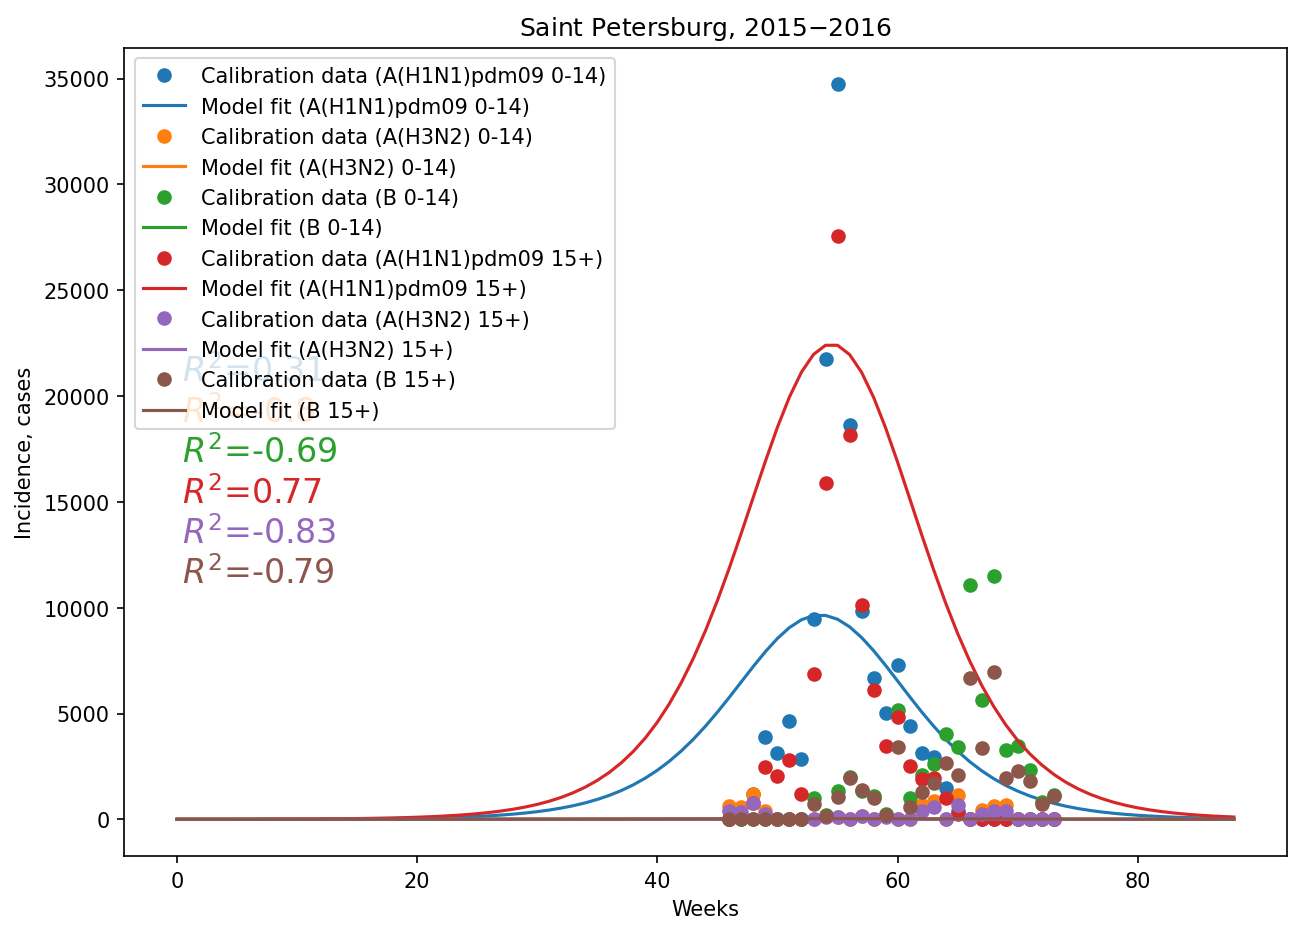 Saint Petersburg, 2015−2016
Calibration data (A(H1N1)pdm09 0-14)
Model fit (A(H1N1)pdm09 0-14)
Calibration data (A(H3N2) 0-14)
Model fit (A(H3N2) 0-14)
Calibration data (B 0-14)
Model fit (B 0-14)
Calibration data (A(H1N1)pdm09 15+)
Model fit (A(H1N1)pdm09 15+)
Calibration data (A(H3N2) 15+)
Model fit (A(H3N2) 15+)
Calibration data (B 15+)
Model fit (B 15+)
R²=0.31
R²=-0.69
R²=0.77
R²=-0.83
R²=-0.79
35000
30000
25000
20000
15000
10000
5000
0
Incidence, cases
0 20 40 60 80
Weeks